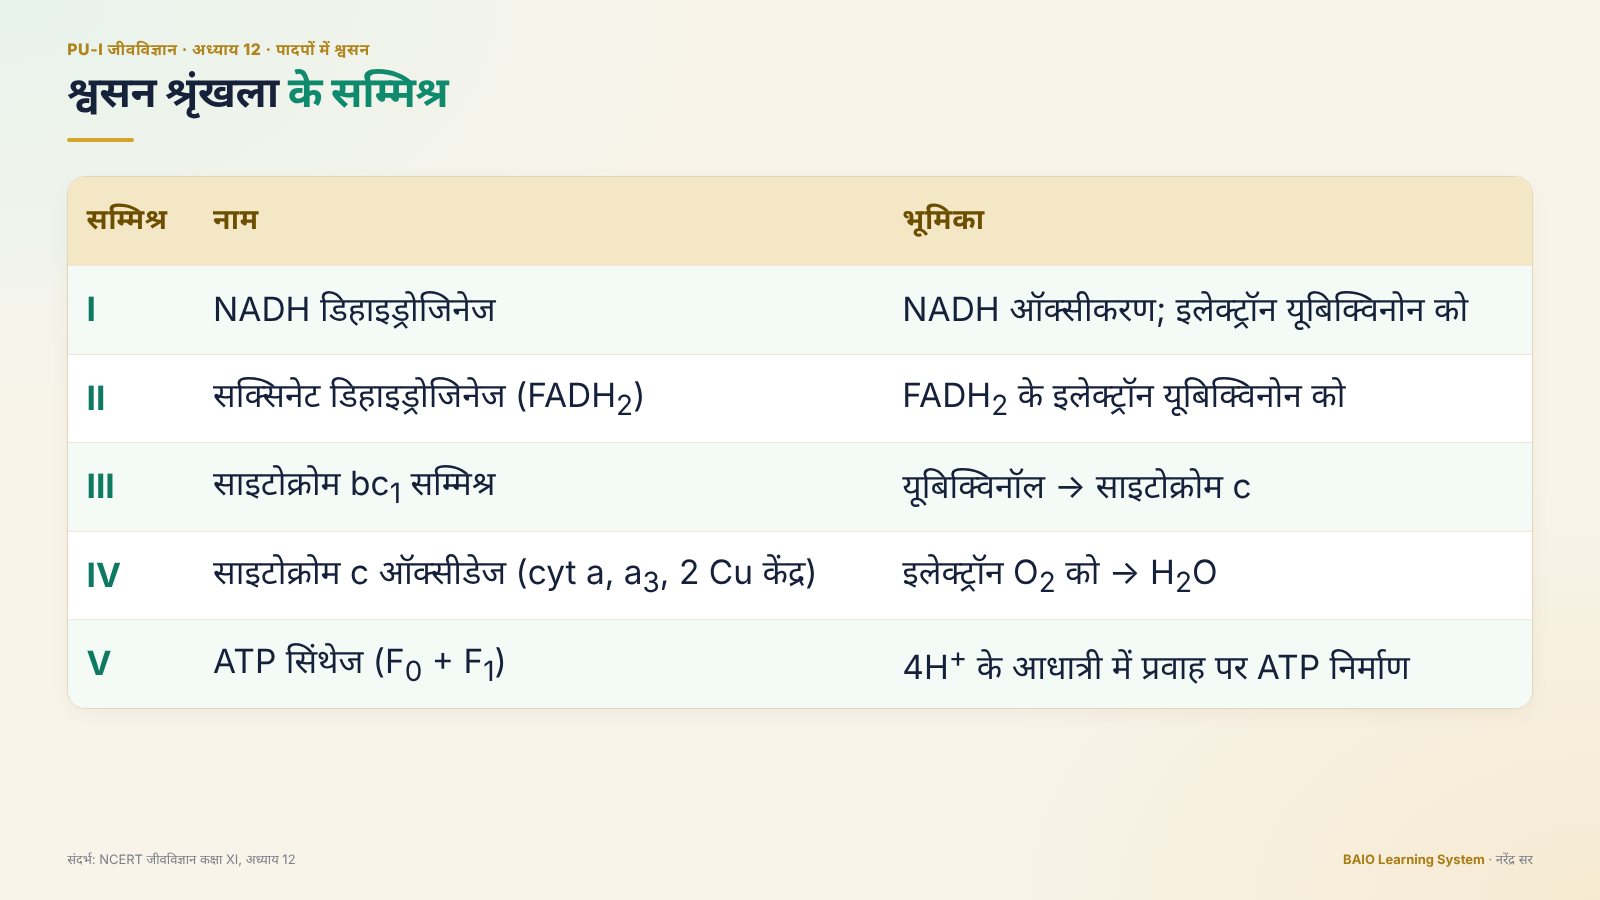 PU-I जीवविज्ञान · अध्याय 12 · पादपों में श्वसन
श्वसन श्रृंखला के सम्मिश्र
सम्मिश्र नाम भूमिका
I NADH डिहाइड्रोजिनेज NADH ऑक्सीकरण; इलेक्ट्रॉन यूबिक्विनोन को
II सक्सिनेट डिहाइड्रोजिनेज (FADH₂) FADH₂ के इलेक्ट्रॉन यूबिक्विनोन को
III साइटोक्रोम bc₁ सम्मिश्र यूबिक्विनॉल → साइटोक्रोम c
IV साइटोक्रोम c ऑक्सीडेज (cyt a, a₃, 2 Cu केंद्र) इलेक्ट्रॉन O₂ को → H₂O
V ATP सिंथेज (F₀ + F₁) 4H⁺ के आधात्री में प्रवाह पर ATP निर्माण
संदर्भ: NCERT जीवविज्ञान कक्षा XI, अध्याय 12 BAIO Learning System · नरेंद्र सर